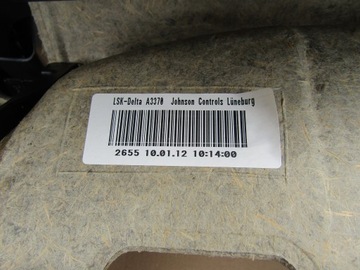 LSK-Delta A3370 Johnson Controls Lüneburg
2655 10.01.12 10:14:00